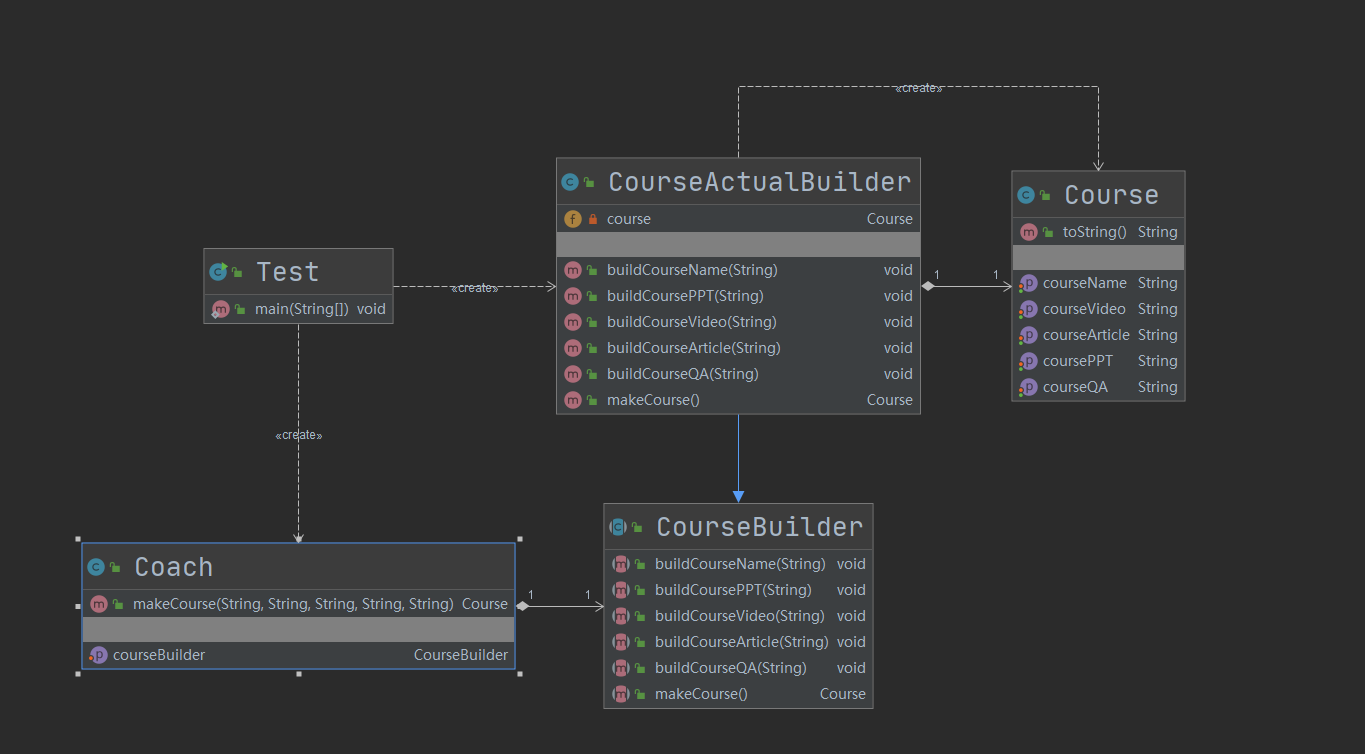 «create»
CourseActualBuilder
course Course
buildCourseName(String) void
buildCoursePPT(String) void
buildCourseVideo(String) void
buildCourseArticle(String) void
buildCourseQA(String) void
makeCourse() Course
1 1
Course
toString() String
courseName String
courseVideo String
courseArticle String
coursePPT String
courseQA String
Test
main(String[]) void
«create»
«create»
Coach
makeCourse(String, String, String, String, String) Course
courseBuilder CourseBuilder
1 1
CourseBuilder
buildCourseName(String) void
buildCoursePPT(String) void
buildCourseVideo(String) void
buildCourseArticle(String) void
buildCourseQA(String) void
makeCourse() Course